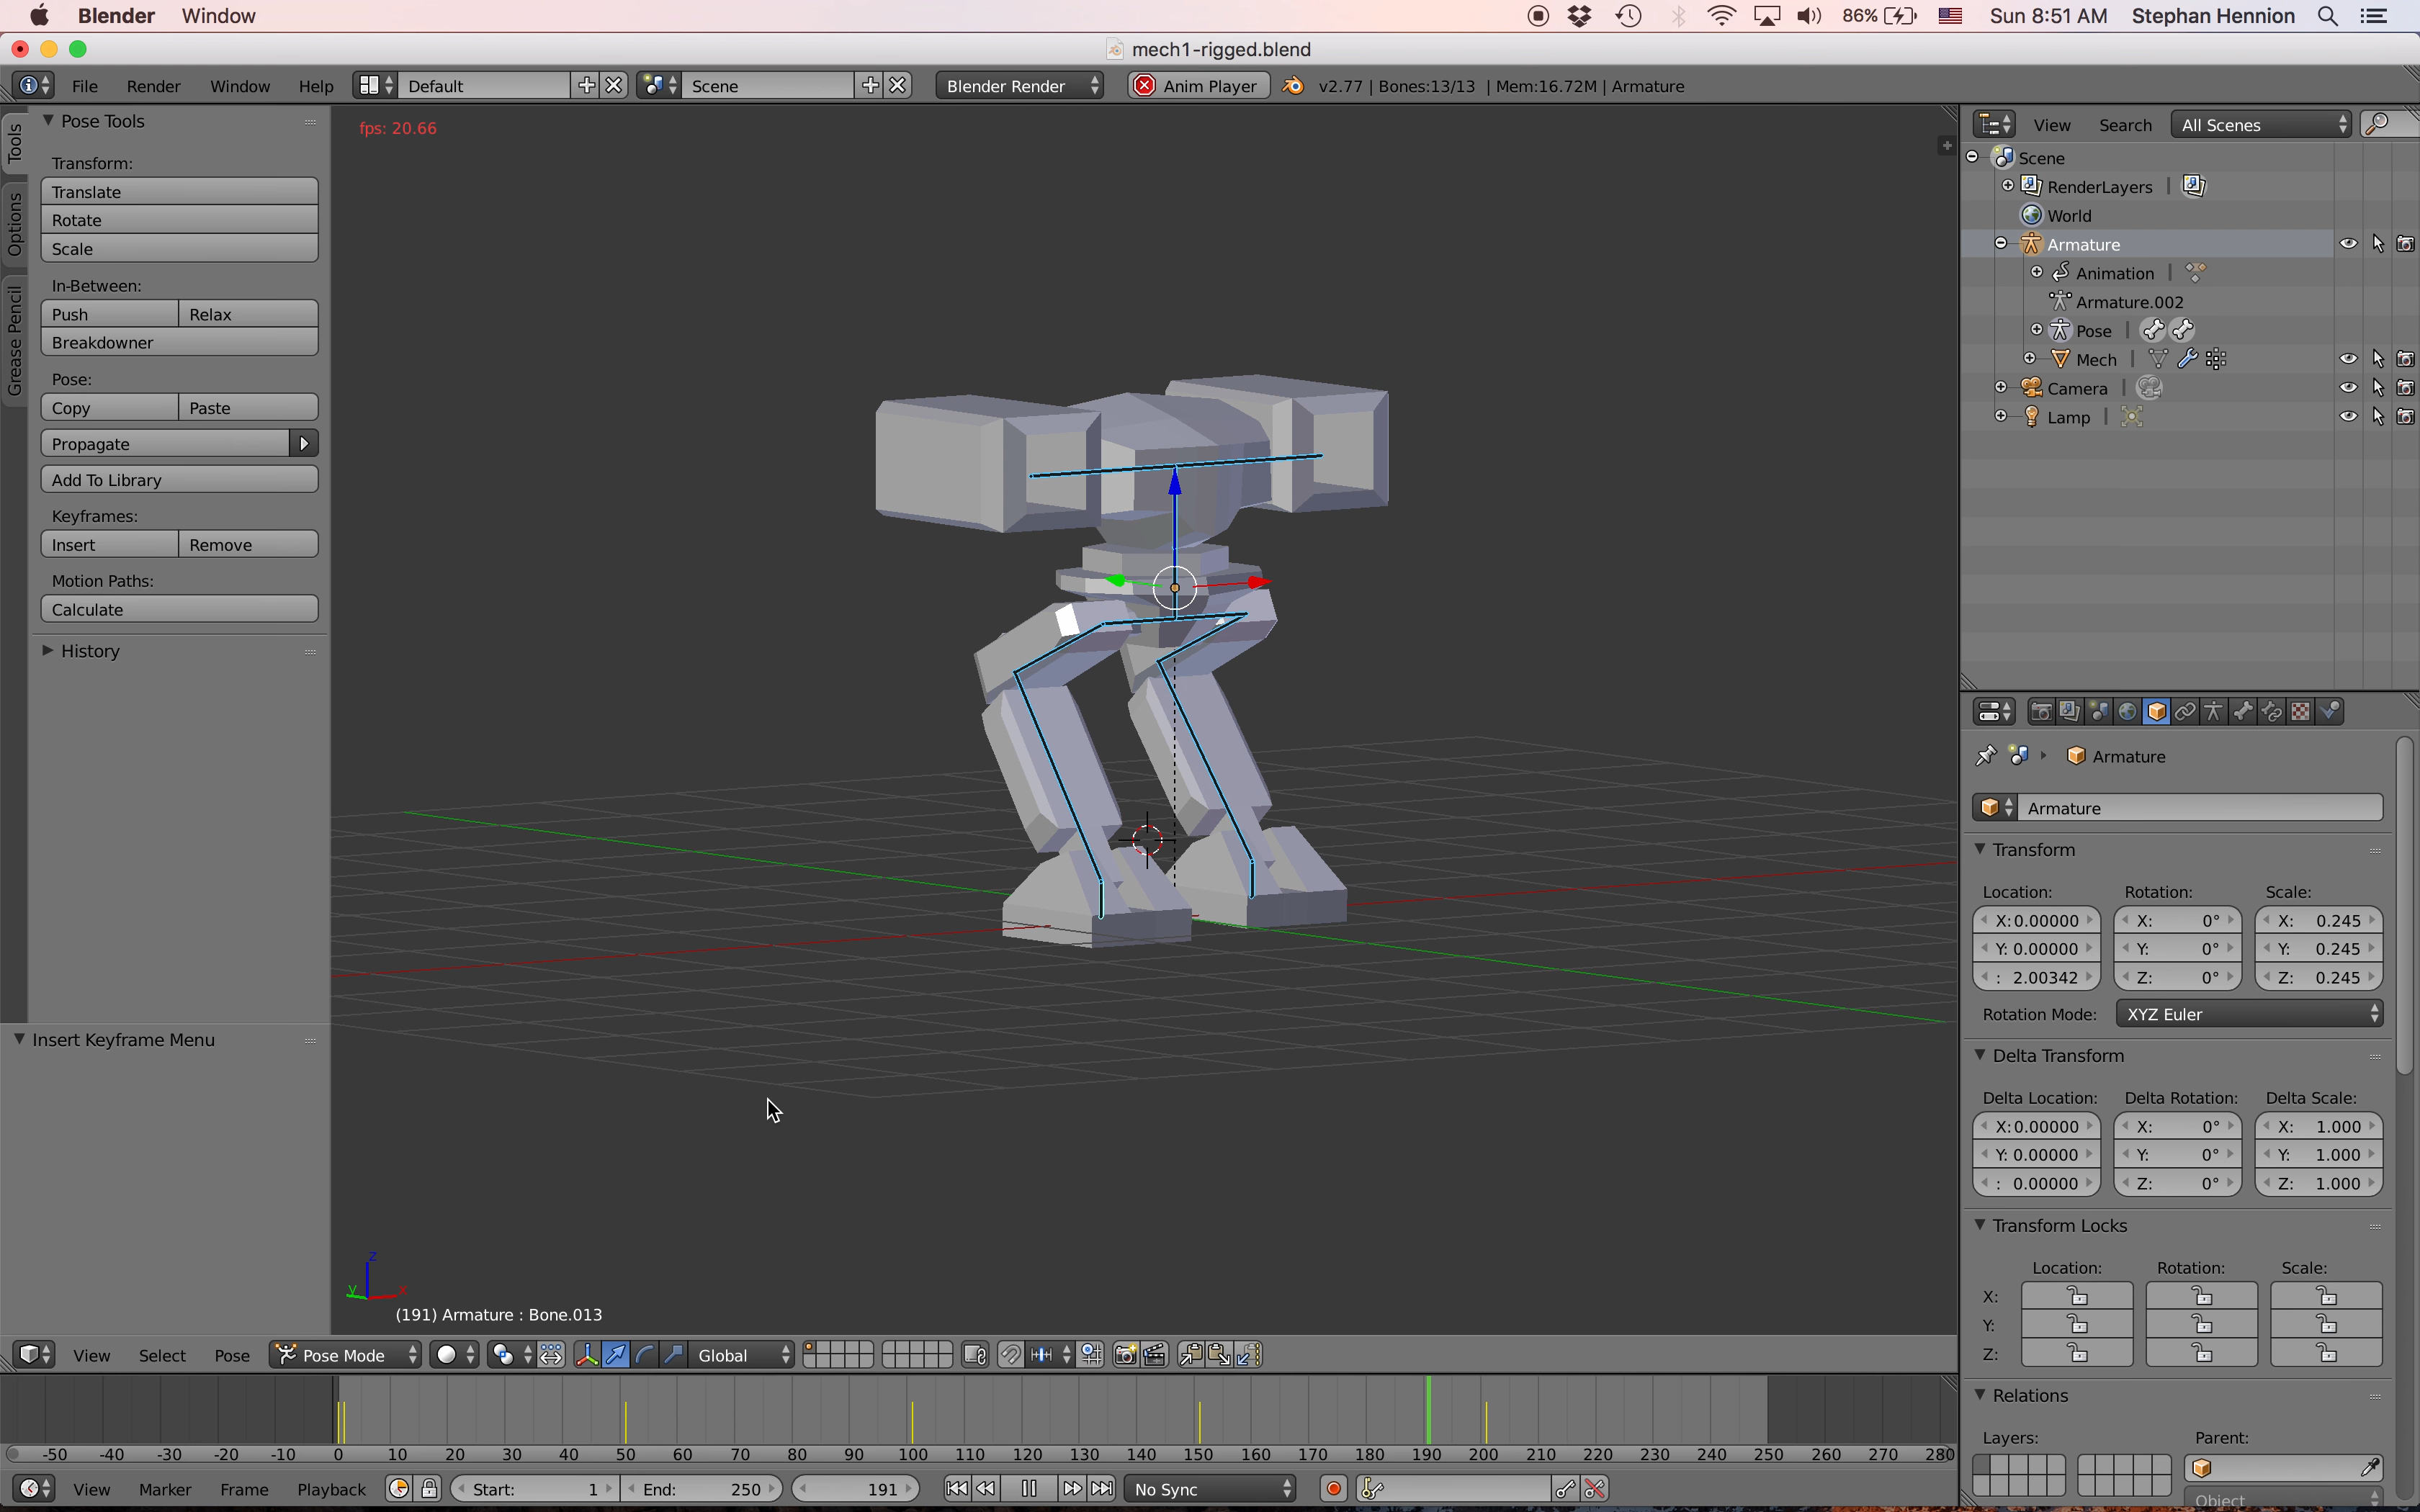 Blender Window 86% Sun 8:51 AM Stephan Hennion
mech1-rigged.blend
File Render Window Help Default Scene Blender Render Anim Player v2.77 | Bones:13/13 | Mem:16.72M | Armature
Tools
Options
Grease Pencil
Pose Tools
Transform:
Translate
Rotate
Scale
In-Between:
Push Relax
Breakdowner
Pose:
Copy Paste
Propagate
Add To Library
Keyframes:
Insert Remove
Motion Paths:
Calculate
History
Insert Keyframe Menu
fps: 20.66
z
y x
(191) Armature : Bone.013
View Select Pose Pose Mode Global
-50 -40 -30 -20 -10 0 10 20 30 40 50 60 70 80 90 100 110 120 130 140 150 160 170 180 190 200 210 220 230 240 250 260 270 280
View Marker Frame Playback Start: 1 End: 250 191 No Sync
View Search All Scenes
Scene
RenderLayers |
World
Armature
Animation |
Armature.002
Pose |
Mech |
Camera |
Lamp |
Armature
Armature
Transform
Location: Rotation: Scale:
X:0.00000 X: 0° X: 0.245
Y: 0.00000 Y: 0° Y: 0.245
: 2.00342 Z: 0° Z: 0.245
Rotation Mode: XYZ Euler
Delta Transform
Delta Location: Delta Rotation: Delta Scale:
X:0.00000 X: 0° X: 1.000
Y: 0.00000 Y: 0° Y: 1.000
: 0.00000 Z: 0° Z: 1.000
Transform Locks
Location: Rotation: Scale:
X:
Y:
Z:
Relations
Layers: Parent:
Object